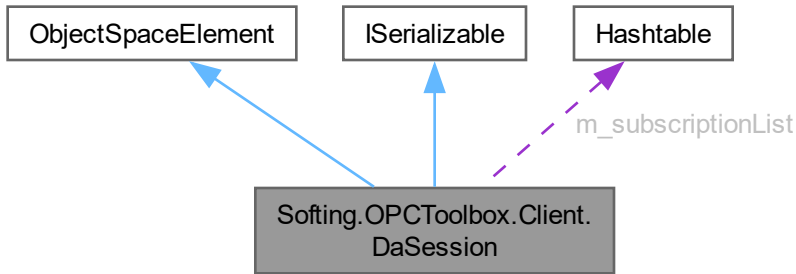 ObjectSpaceElement
ISerializable
Hashtable
m_subscriptionList
Softing.OPCToolbox.Client.
DaSession